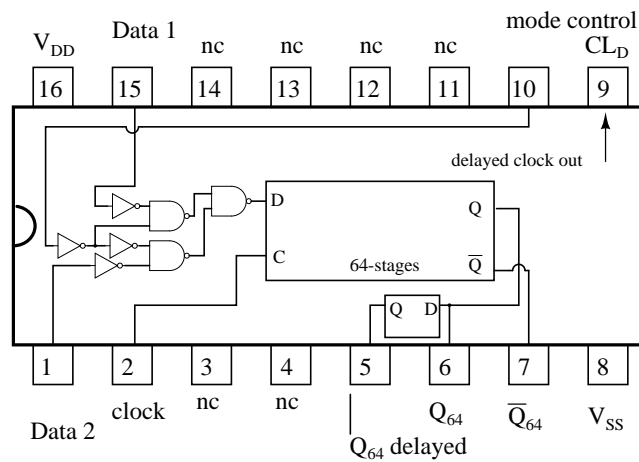 mode control
V_DD Data 1 nc nc nc nc CL_D
16 15 14 13 12 11 10 9
delayed clock out
D Q
C Q̅
64-stages
Q D
1 2 3 4 5 6 7 8
Data 2 clock nc nc Q_64 Q̅_64 V_SS
Q_64 delayed